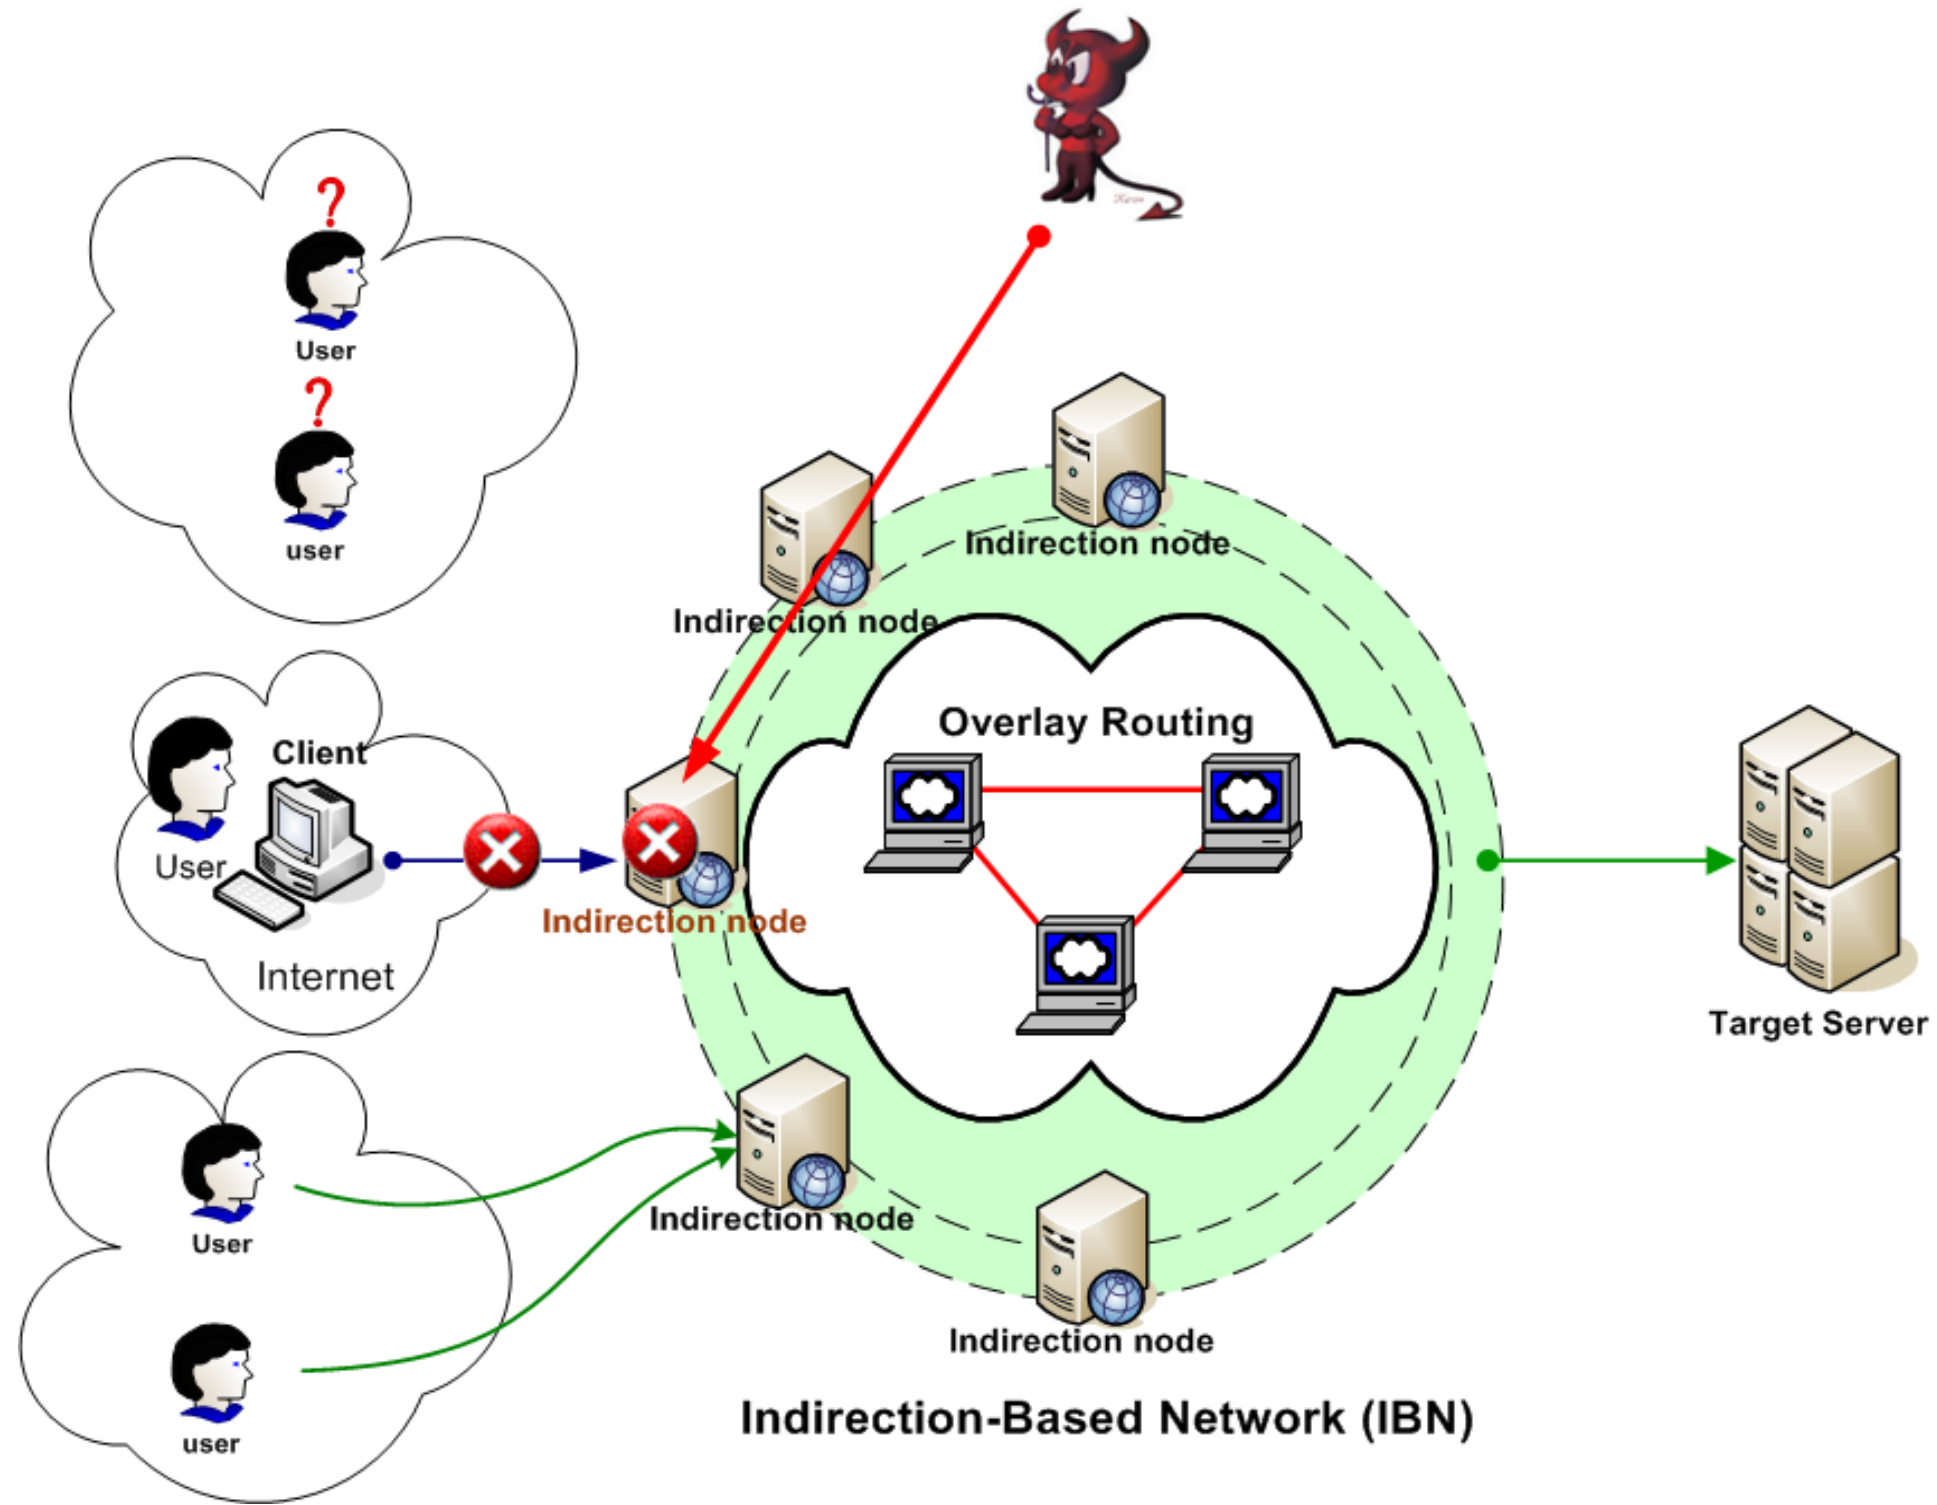 ?
User
?
user
Indirection node
Indirection node
Overlay Routing
Client
User
Indirection node
Internet
Target Server
User
Indirection node
user
Indirection node
Indirection-Based Network (IBN)